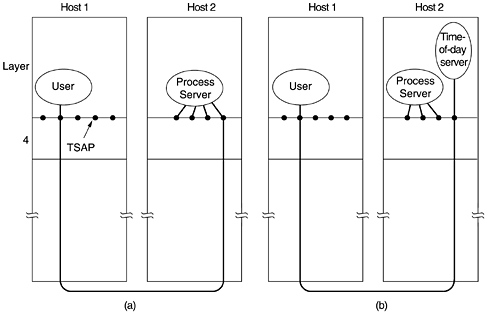 Host 1
Host 2
Host 1
Host 2
Layer
User
Process
Server
User
Process
Server
Time-
of-day
server
TSAP
4
(a)
(b)